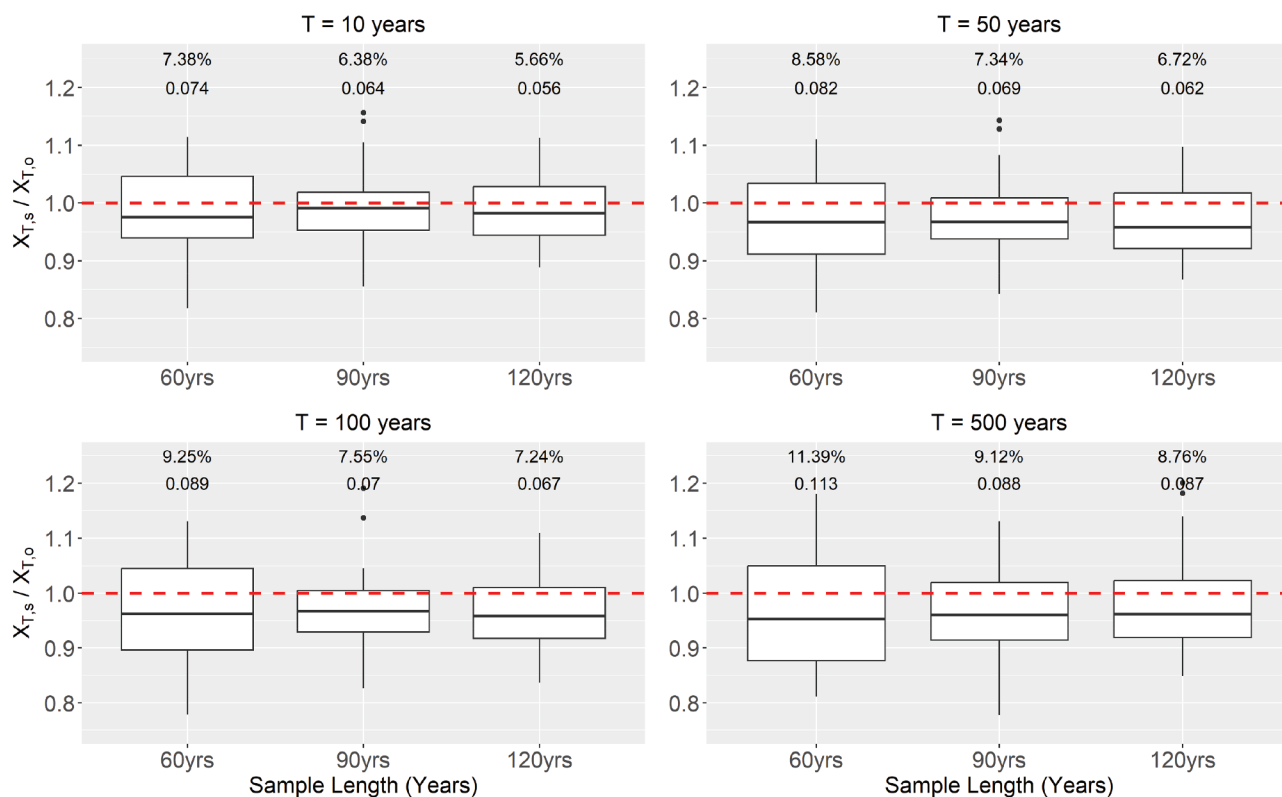 T = 10 years
7.38% 6.38% 5.66%
0.074 0.064 0.056
1.2
1.1
1.0
0.9
0.8
X_T,s / X_T,o
60yrs 90yrs 120yrs
T = 50 years
8.58% 7.34% 6.72%
0.082 0.069 0.062
1.2
1.1
1.0
0.9
0.8
60yrs 90yrs 120yrs
T = 100 years
9.25% 7.55% 7.24%
0.089 0.07 0.067
1.2
1.1
1.0
0.9
0.8
X_T,s / X_T,o
60yrs 90yrs 120yrs
Sample Length (Years)
T = 500 years
11.39% 9.12% 8.76%
0.113 0.088 0.087
1.2
1.1
1.0
0.9
0.8
60yrs 90yrs 120yrs
Sample Length (Years)